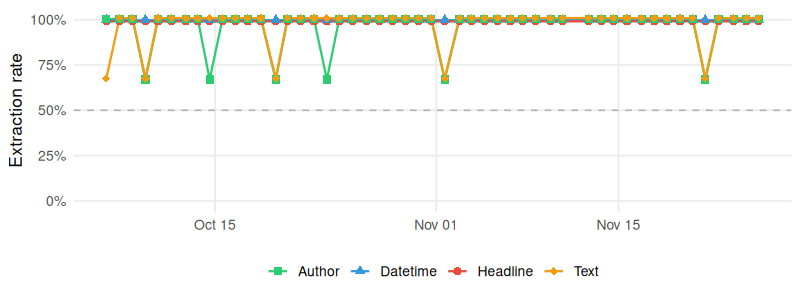 Extraction rate
100%
75%
50%
25%
0%
Oct 15 Nov 01 Nov 15
Author Datetime Headline Text